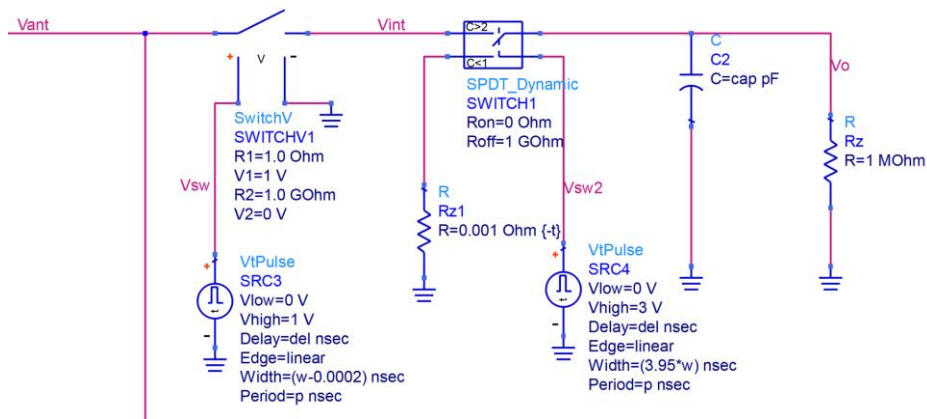 Vant
Vint
V
C>2
C<1
SPDT_Dynamic
SWITCH1
Ron=0 Ohm
Roff=1 GOhm
C
C2
C=cap pF
Vo
R
Rz
R=1 MOhm
SwitchV
SWITCHV1
R1=1.0 Ohm
V1=1 V
R2=1.0 GOhm
V2=0 V
Vsw
Vsw2
R
Rz1
R=0.001 Ohm {-t}
VtPulse
SRC3
Vlow=0 V
Vhigh=1 V
Delay=del nsec
Edge=linear
Width=(w-0.0002) nsec
Period=p nsec
VtPulse
SRC4
Vlow=0 V
Vhigh=3 V
Delay=del nsec
Edge=linear
Width=(3.95*w) nsec
Period=p nsec